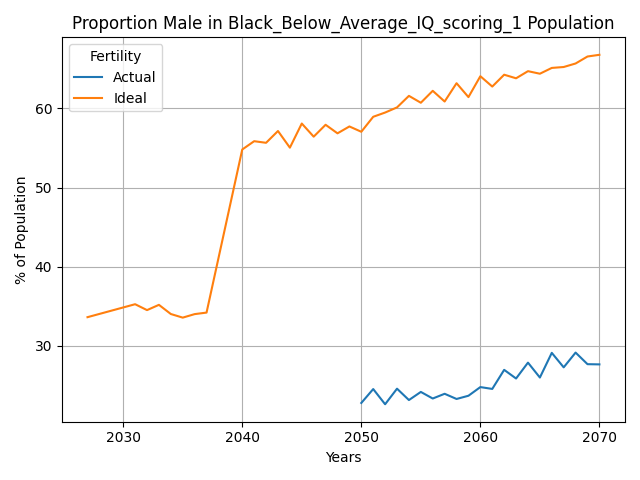 Proportion Male in Black_Below_Average_IQ_scoring_1 Population
Fertility
Actual
Ideal
% of Population
60
50
40
30
2030 2040 2050 2060 2070
Years